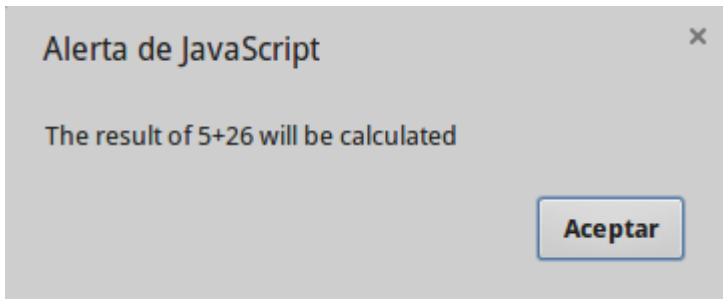 Alerta de JavaScript
The result of 5+26 will be calculated
Aceptar